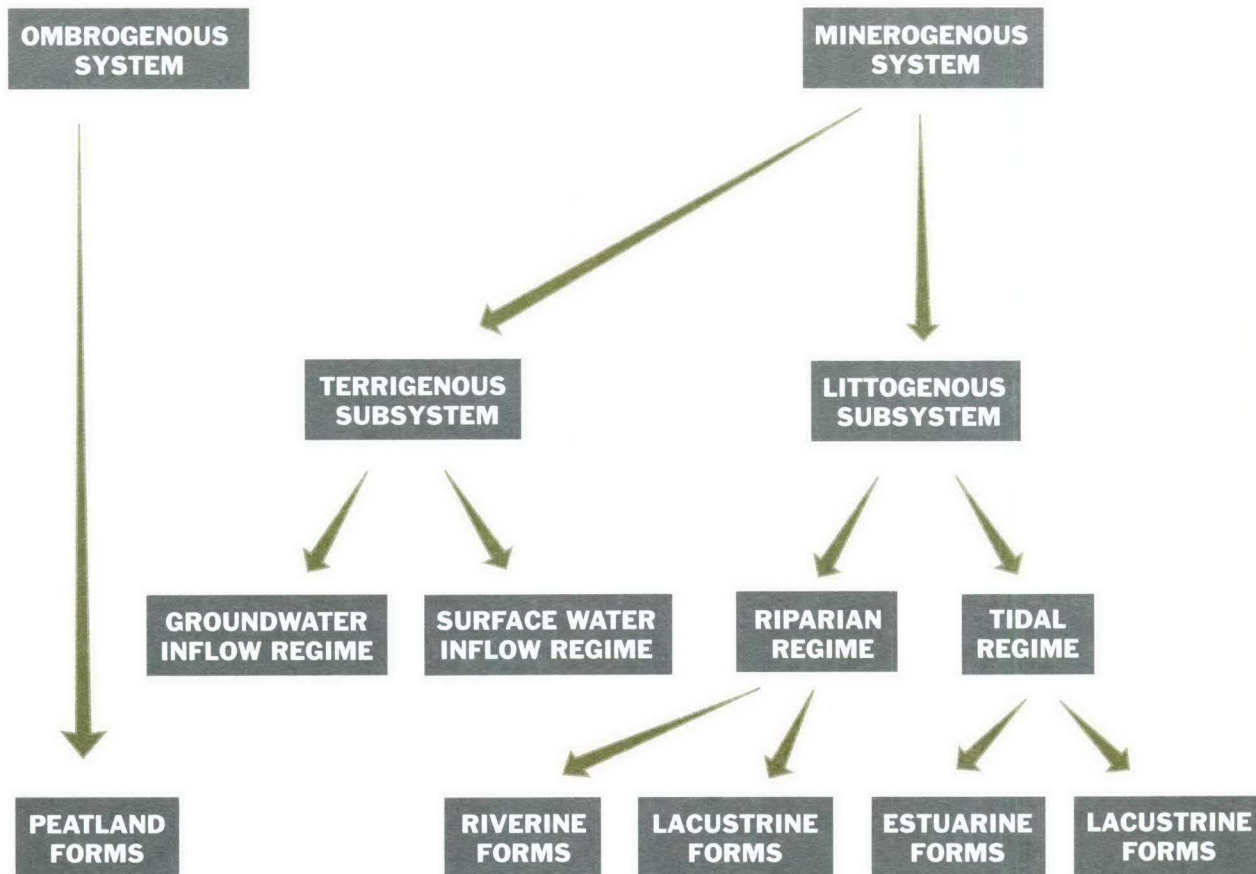 OMBROGENOUS
SYSTEM
MINEROGENOUS
SYSTEM
TERRIGENOUS
SUBSYSTEM
LITTOGENOUS
SUBSYSTEM
GROUNDWATER
INFLOW REGIME
SURFACE WATER
INFLOW REGIME
RIPARIAN
REGIME
TIDAL
REGIME
PEATLAND
FORMS
RIVERINE
FORMS
LACUSTRINE
FORMS
ESTUARINE
FORMS
LACUSTRINE
FORMS